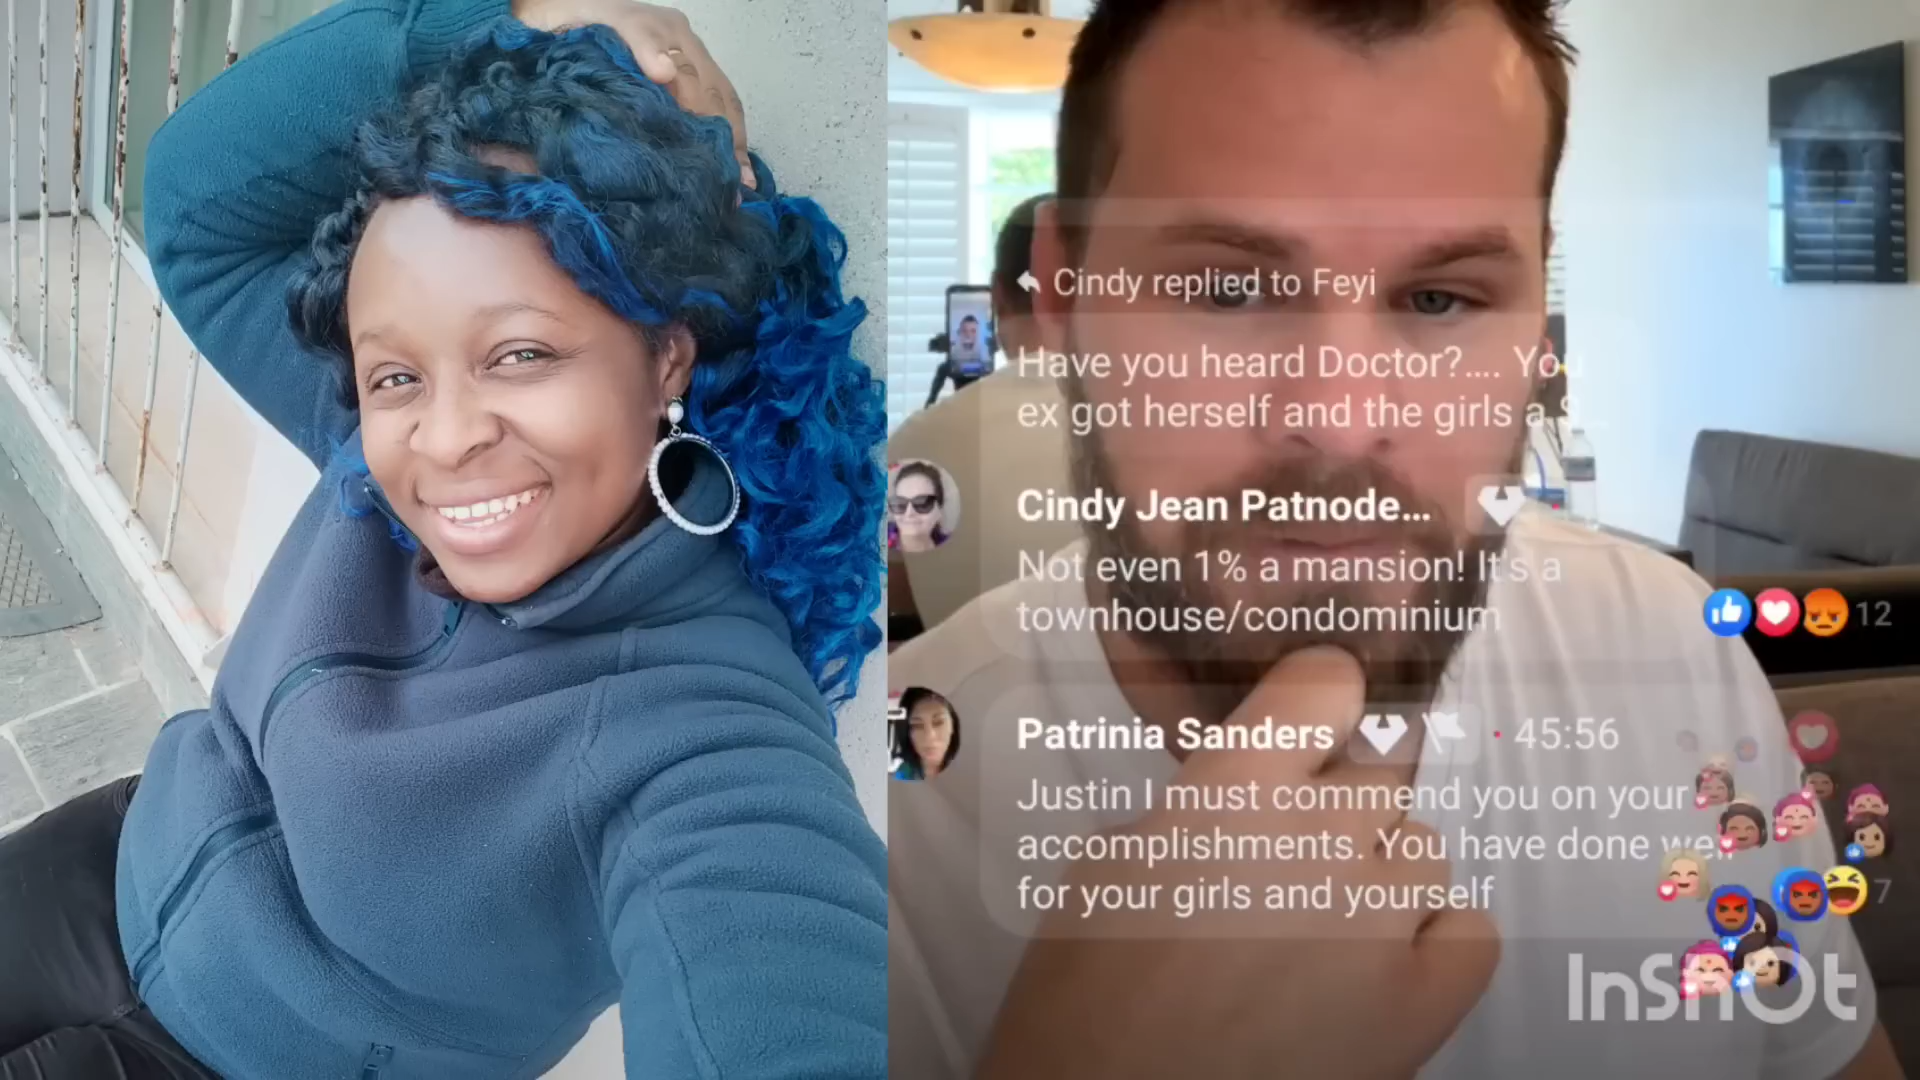 Cindy replied to Feyi
Have you heard Doctor?.... You
ex got herself and the girls a S...
Cindy Jean Patnode...
Not even 1% a mansion! It's a
townhouse/condominium
12
Patrinia Sanders · 45:56
Justin I must commend you on your
accomplishments. You have done well
for your girls and yourself
7
InShOt